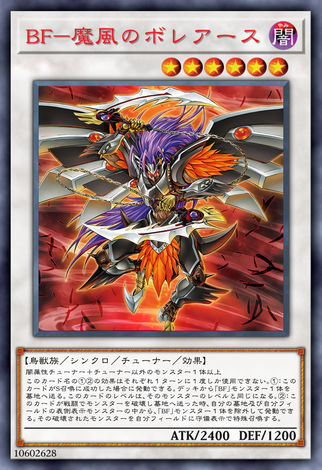 BF－魔風のボレアース
闇
やみ
【鳥獣族／シンクロ／チューナー／効果】
闇属性チューナー＋チューナー以外のモンスター１体以上
このカード名の①②の効果はそれぞれ１ターンに１度しか使用できない。①：この
カードがS召喚に成功した場合に発動できる。デッキから「BF」モンスター１体を
墓地へ送る。このカードのレベルは、そのモンスターのレベルと同じになる。②：こ
のカードが戦闘でモンスターを破壊し墓地へ送った時、自分の墓地及び自分フィ
ールドの表側表示モンスターの中から、「BF」モンスター１体を除外して発動でき
る。その破壊されたモンスターを自分フィールドに守備表示で特殊召喚する。
ATK/2400 DEF/1200
10602628